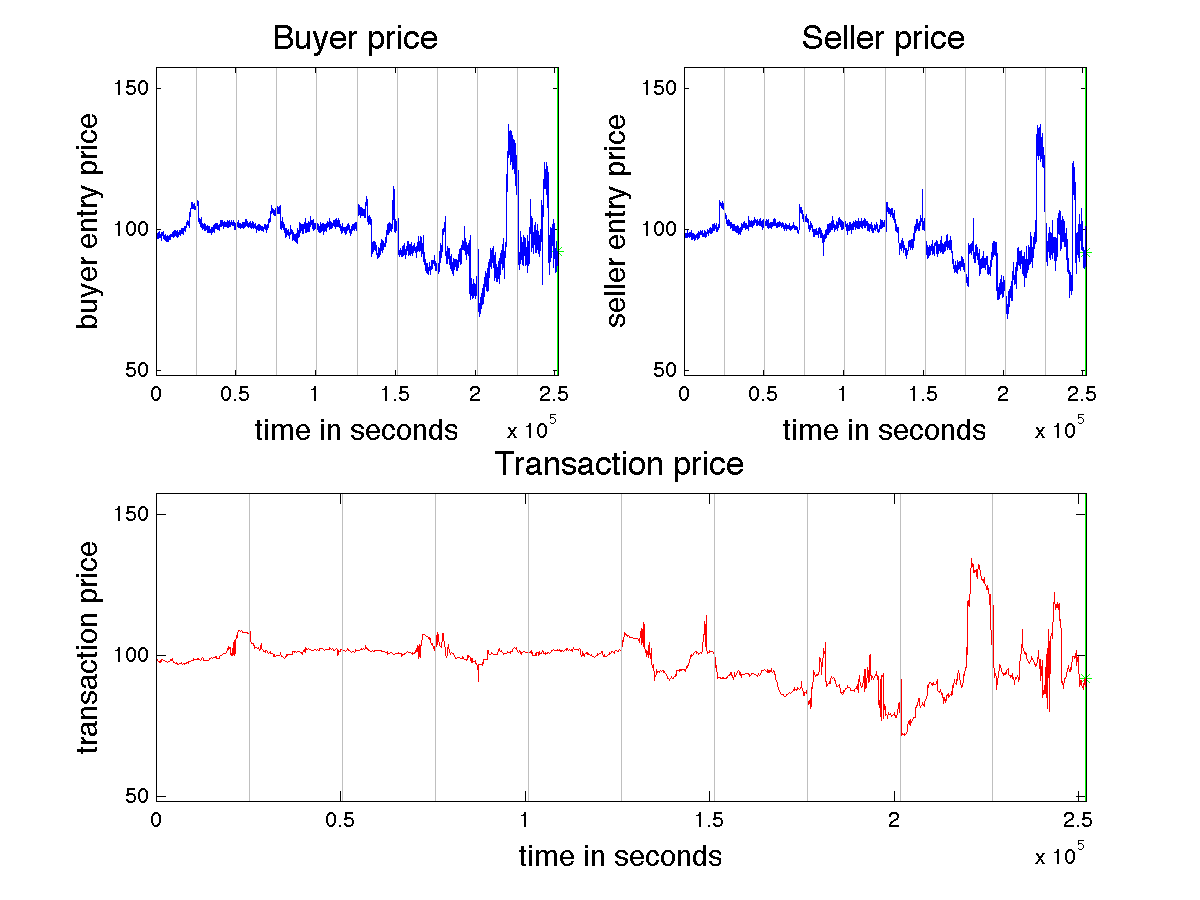 Buyer price
buyer entry price
150
100
50
0 0.5 1 1.5 2 2.5
time in seconds
x 10^5
Seller price
seller entry price
150
100
50
0 0.5 1 1.5 2 2.5
time in seconds
x 10^5
Transaction price
transaction price
150
100
50
0 0.5 1 1.5 2 2.5
time in seconds
x 10^5